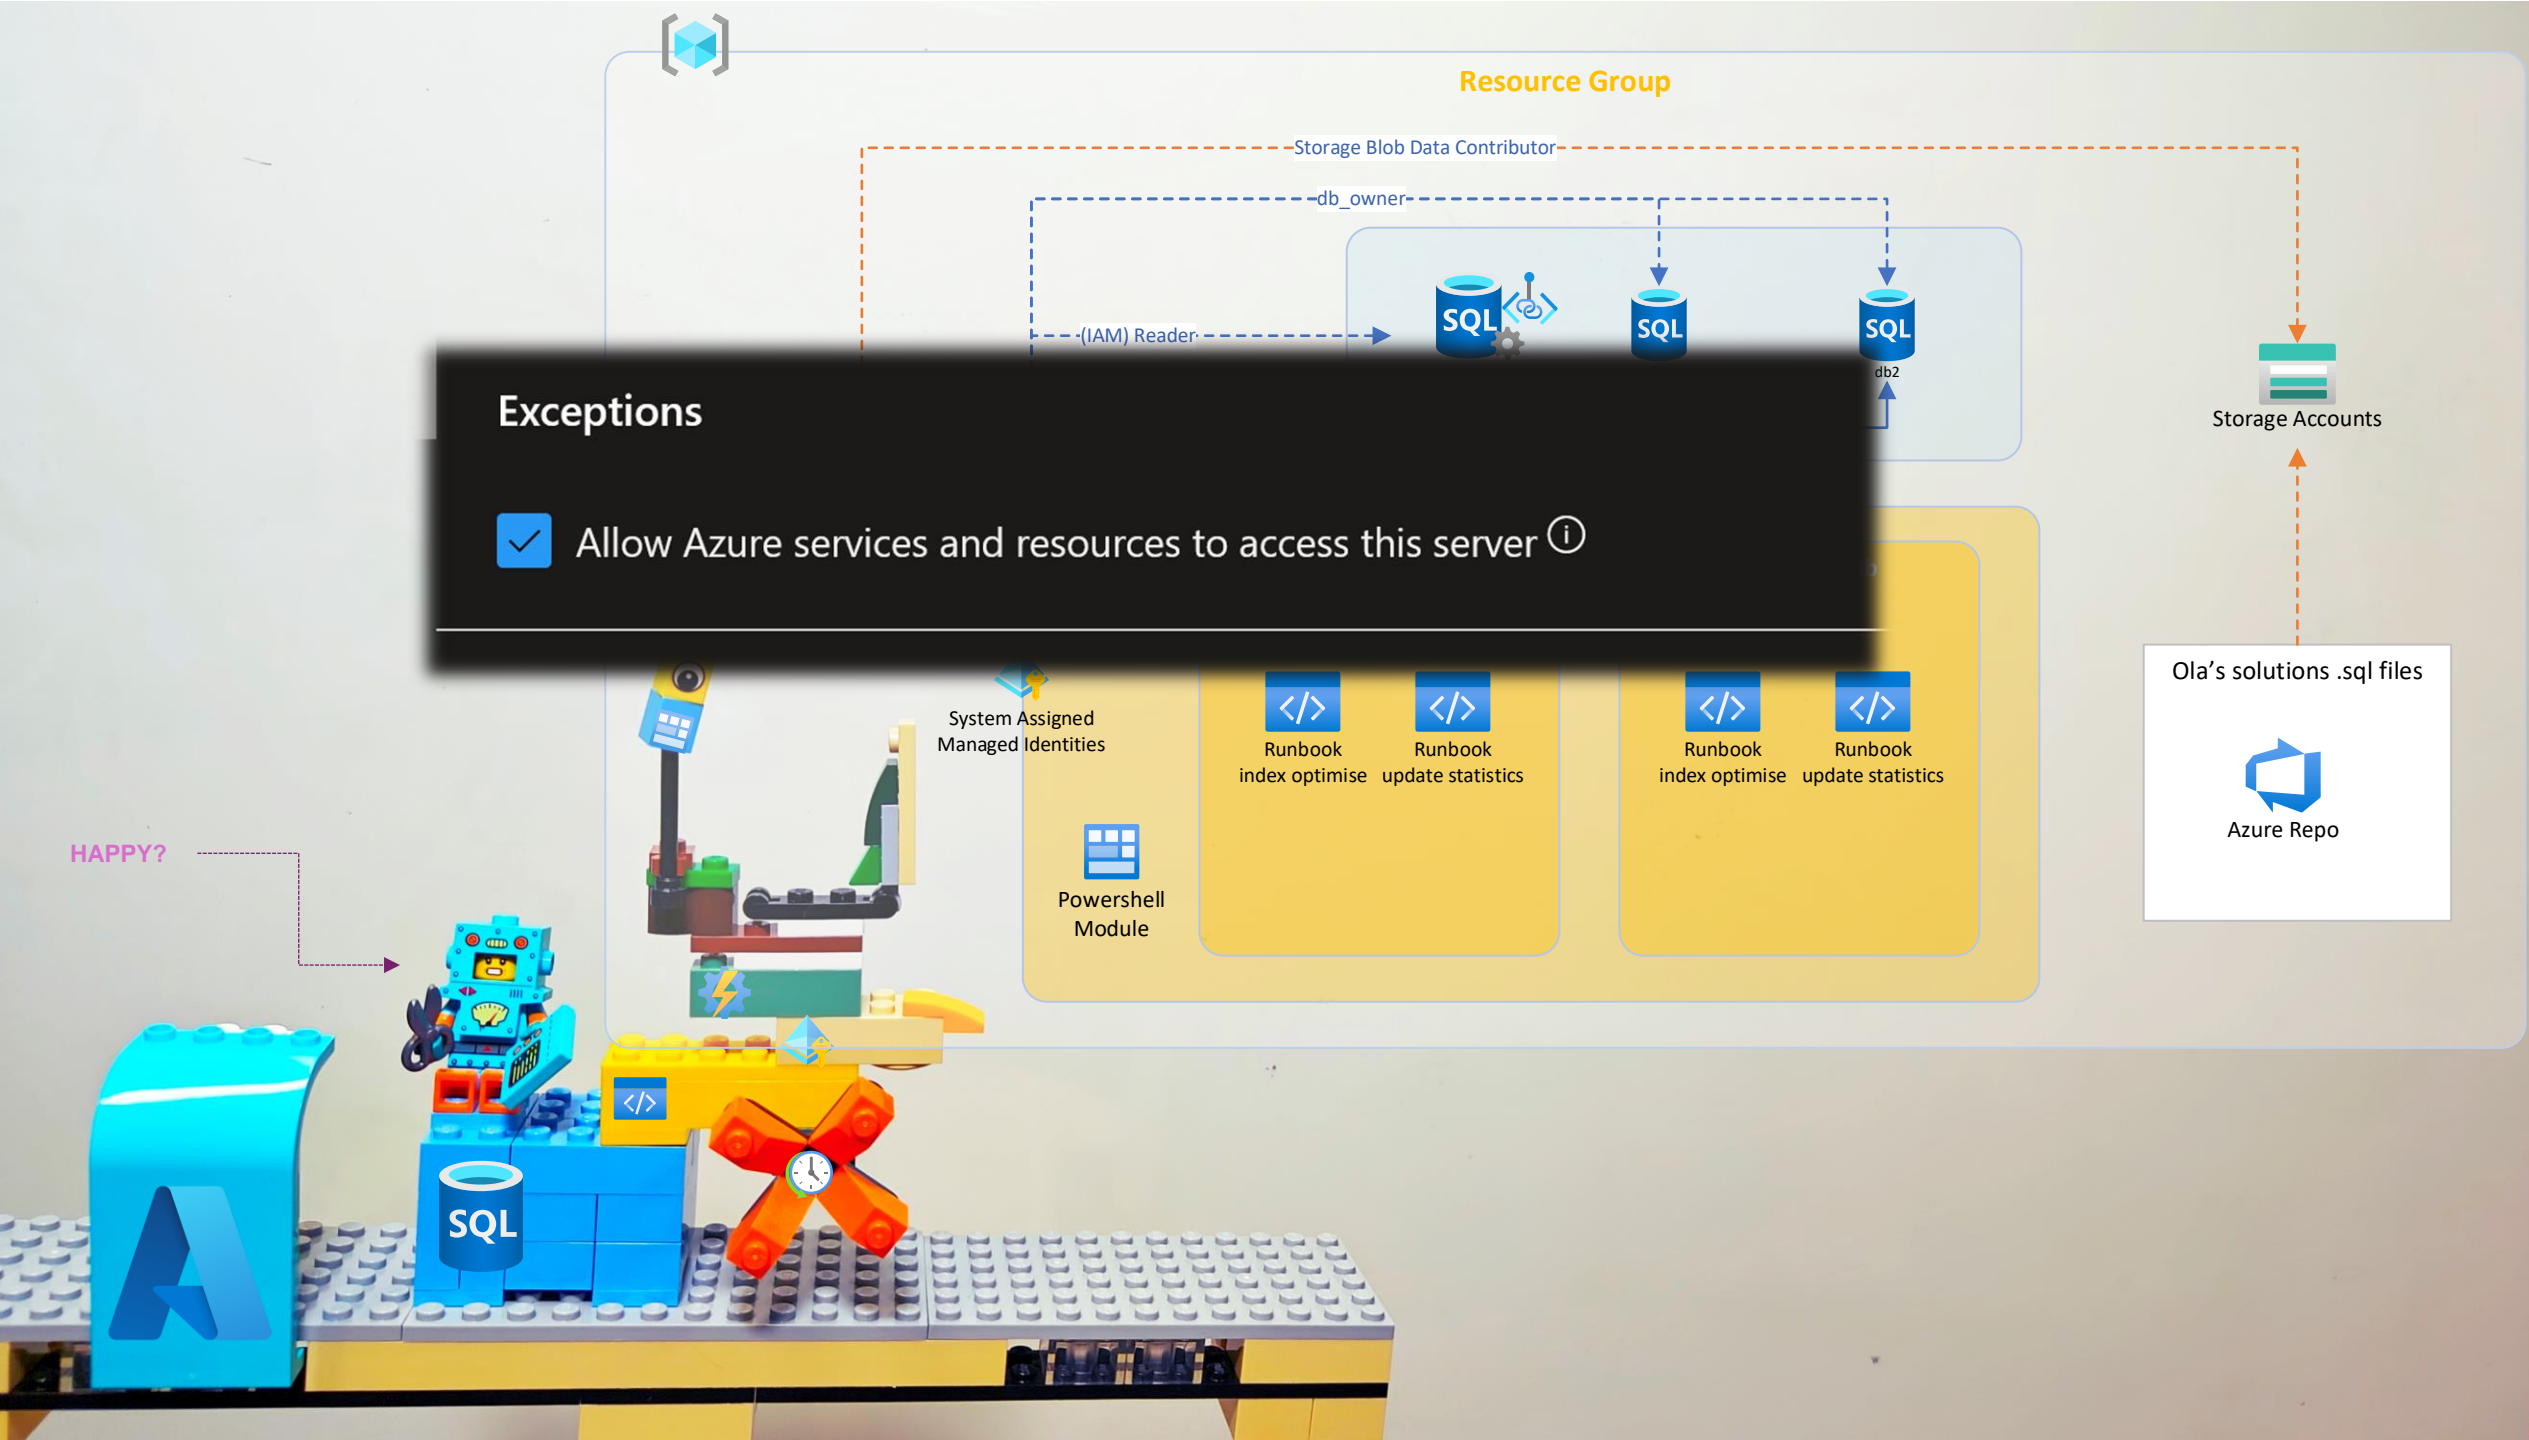 Resource Group
Storage Blob Data Contributor
db_owner
(IAM) Reader
SQL
SQL
SQL
db2
Exceptions
Allow Azure services and resources to access this server
Storage Accounts
System Assigned
Managed Identities
Runbook
index optimise
Runbook
update statistics
Runbook
index optimise
Runbook
update statistics
Powershell
Module
Ola's solutions .sql files
Azure Repo
HAPPY?
SQL